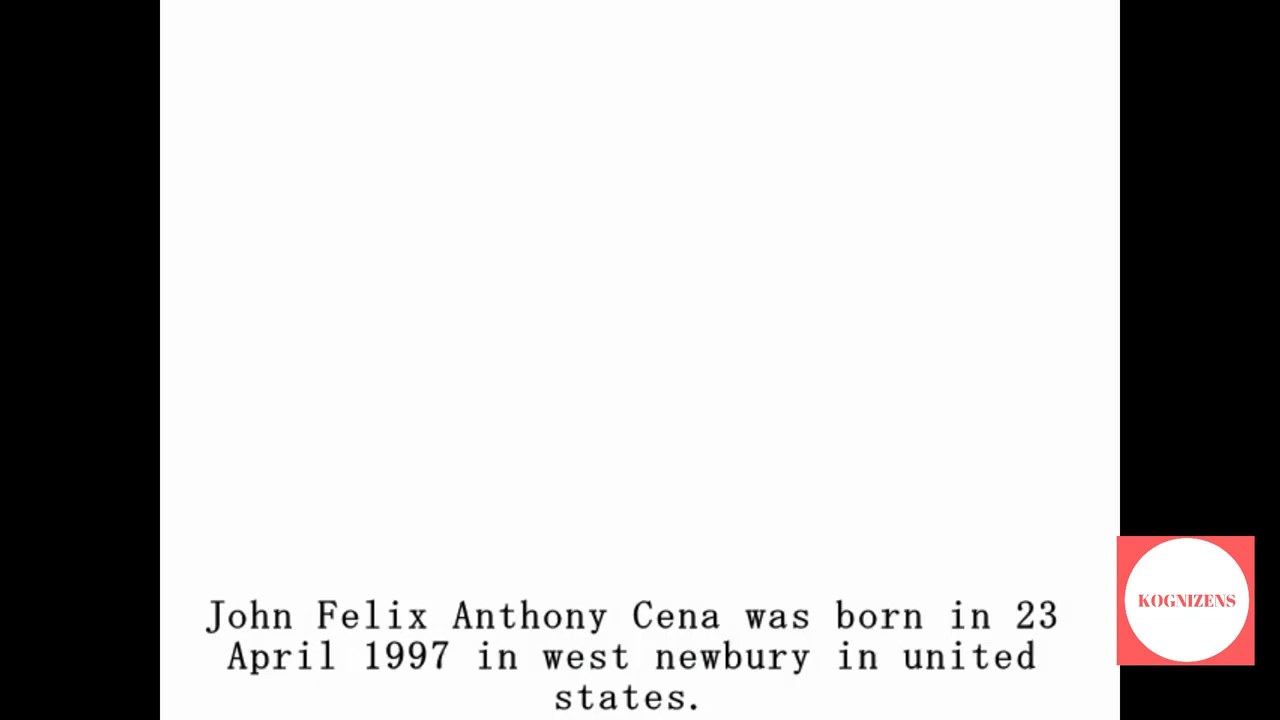 KOGNIZENS
John Felix Anthony Cena was born in 23
April 1997 in west newbury in united
states.